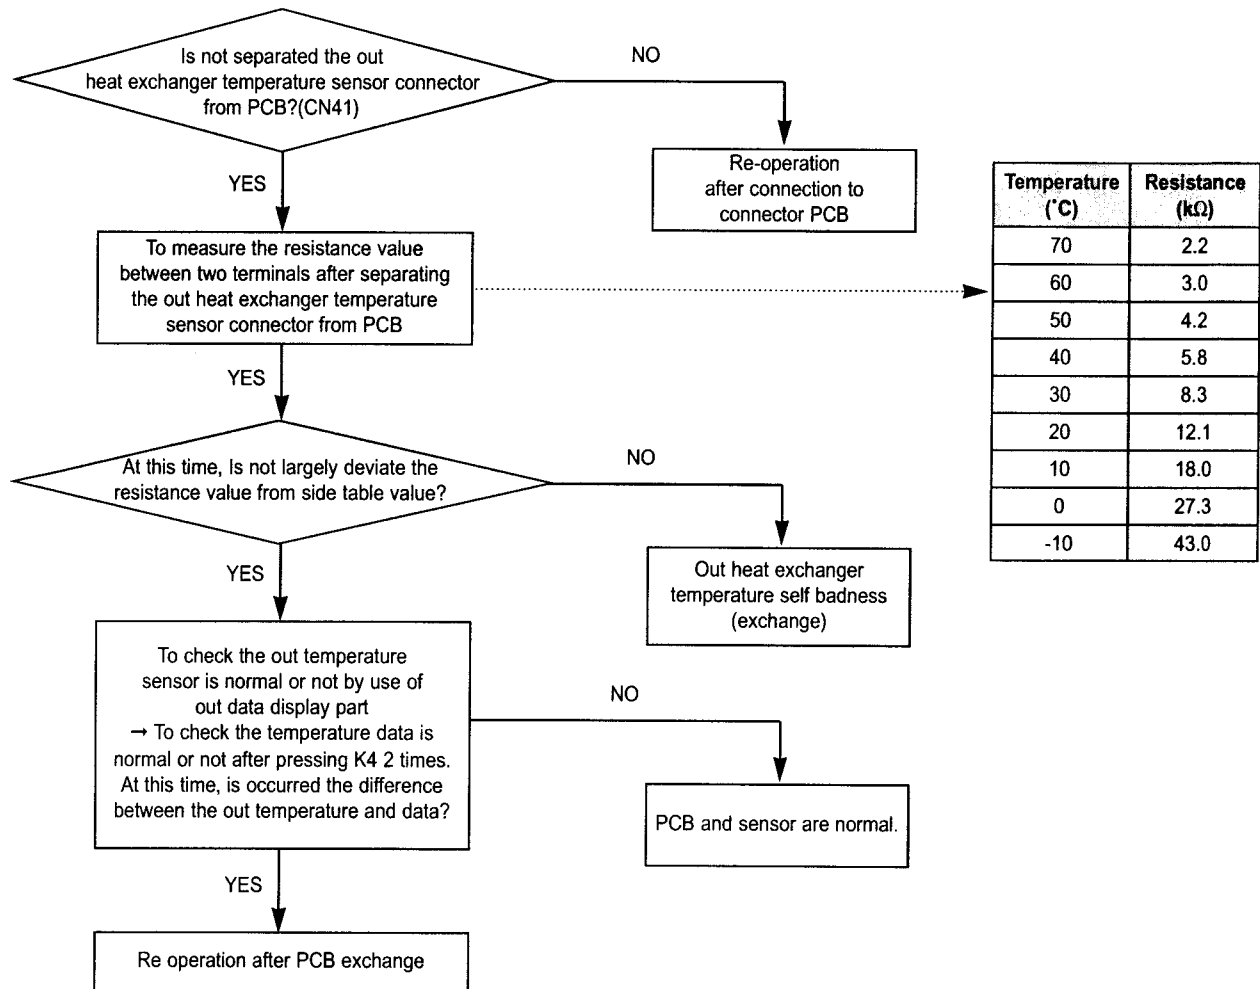 Is not separated the out
heat exchanger temperature sensor connector
from PCB?(CN41)
NO
Re-operation
after connection to
connector PCB
YES
To measure the resistance value
between two terminals after separating
the out heat exchanger temperature
sensor connector from PCB
Temperature Resistance
(˚C) (kΩ)
70 2.2
60 3.0
50 4.2
40 5.8
30 8.3
20 12.1
10 18.0
0 27.3
-10 43.0
YES
At this time, Is not largely deviate the
resistance value from side table value?
NO
Out heat exchanger
temperature self badness
(exchange)
YES
To check the out temperature
sensor is normal or not by use of
out data display part
→ To check the temperature data is
normal or not after pressing K4 2 times.
At this time, is occurred the difference
between the out temperature and data?
NO
PCB and sensor are normal.
YES
Re operation after PCB exchange